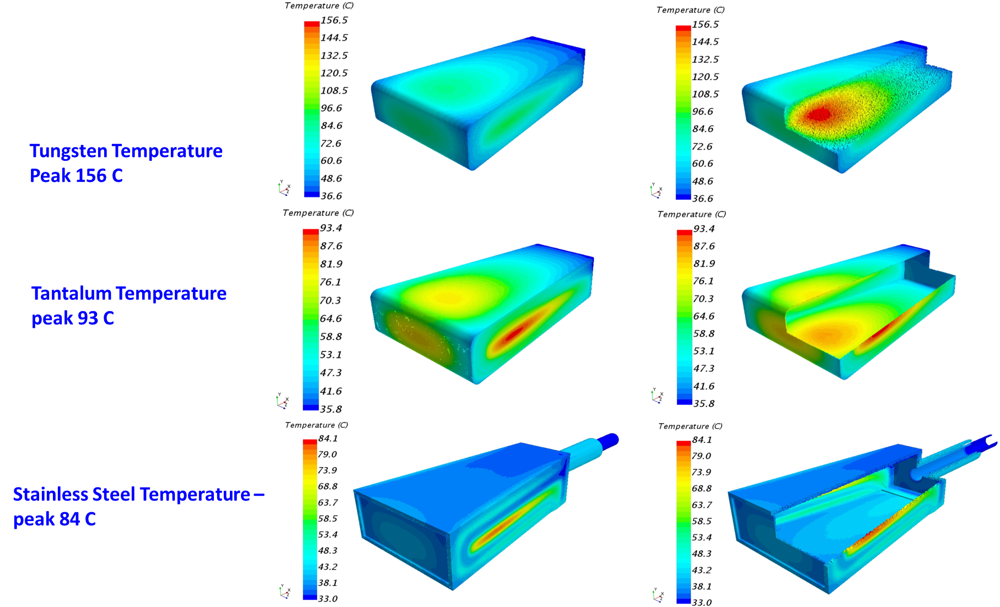 Temperature (C)
156.5
144.5
132.5
120.5
108.5
96.6
84.6
72.6
60.6
48.6
36.6
Y
X
Z
Temperature (C)
156.5
144.5
132.5
120.5
108.5
96.6
84.6
72.6
60.6
48.6
36.6
Y
X
Z
Tungsten Temperature
Peak 156 C
Temperature (C)
93.4
87.6
81.9
76.1
70.3
64.6
58.8
53.1
47.3
41.6
35.8
Y
X
Z
Temperature (C)
93.4
87.6
81.9
76.1
70.3
64.6
58.8
53.1
47.3
41.6
35.8
Y
X
Z
Tantalum Temperature
peak 93 C
Temperature (C)
84.1
79.0
73.9
68.8
63.7
58.5
53.4
48.3
43.2
38.1
33.0
Y
X
Z
Temperature (C)
84.1
79.0
73.9
68.8
63.7
58.5
53.4
48.3
43.2
38.1
33.0
Y
X
Z
Stainless Steel Temperature –
peak 84 C